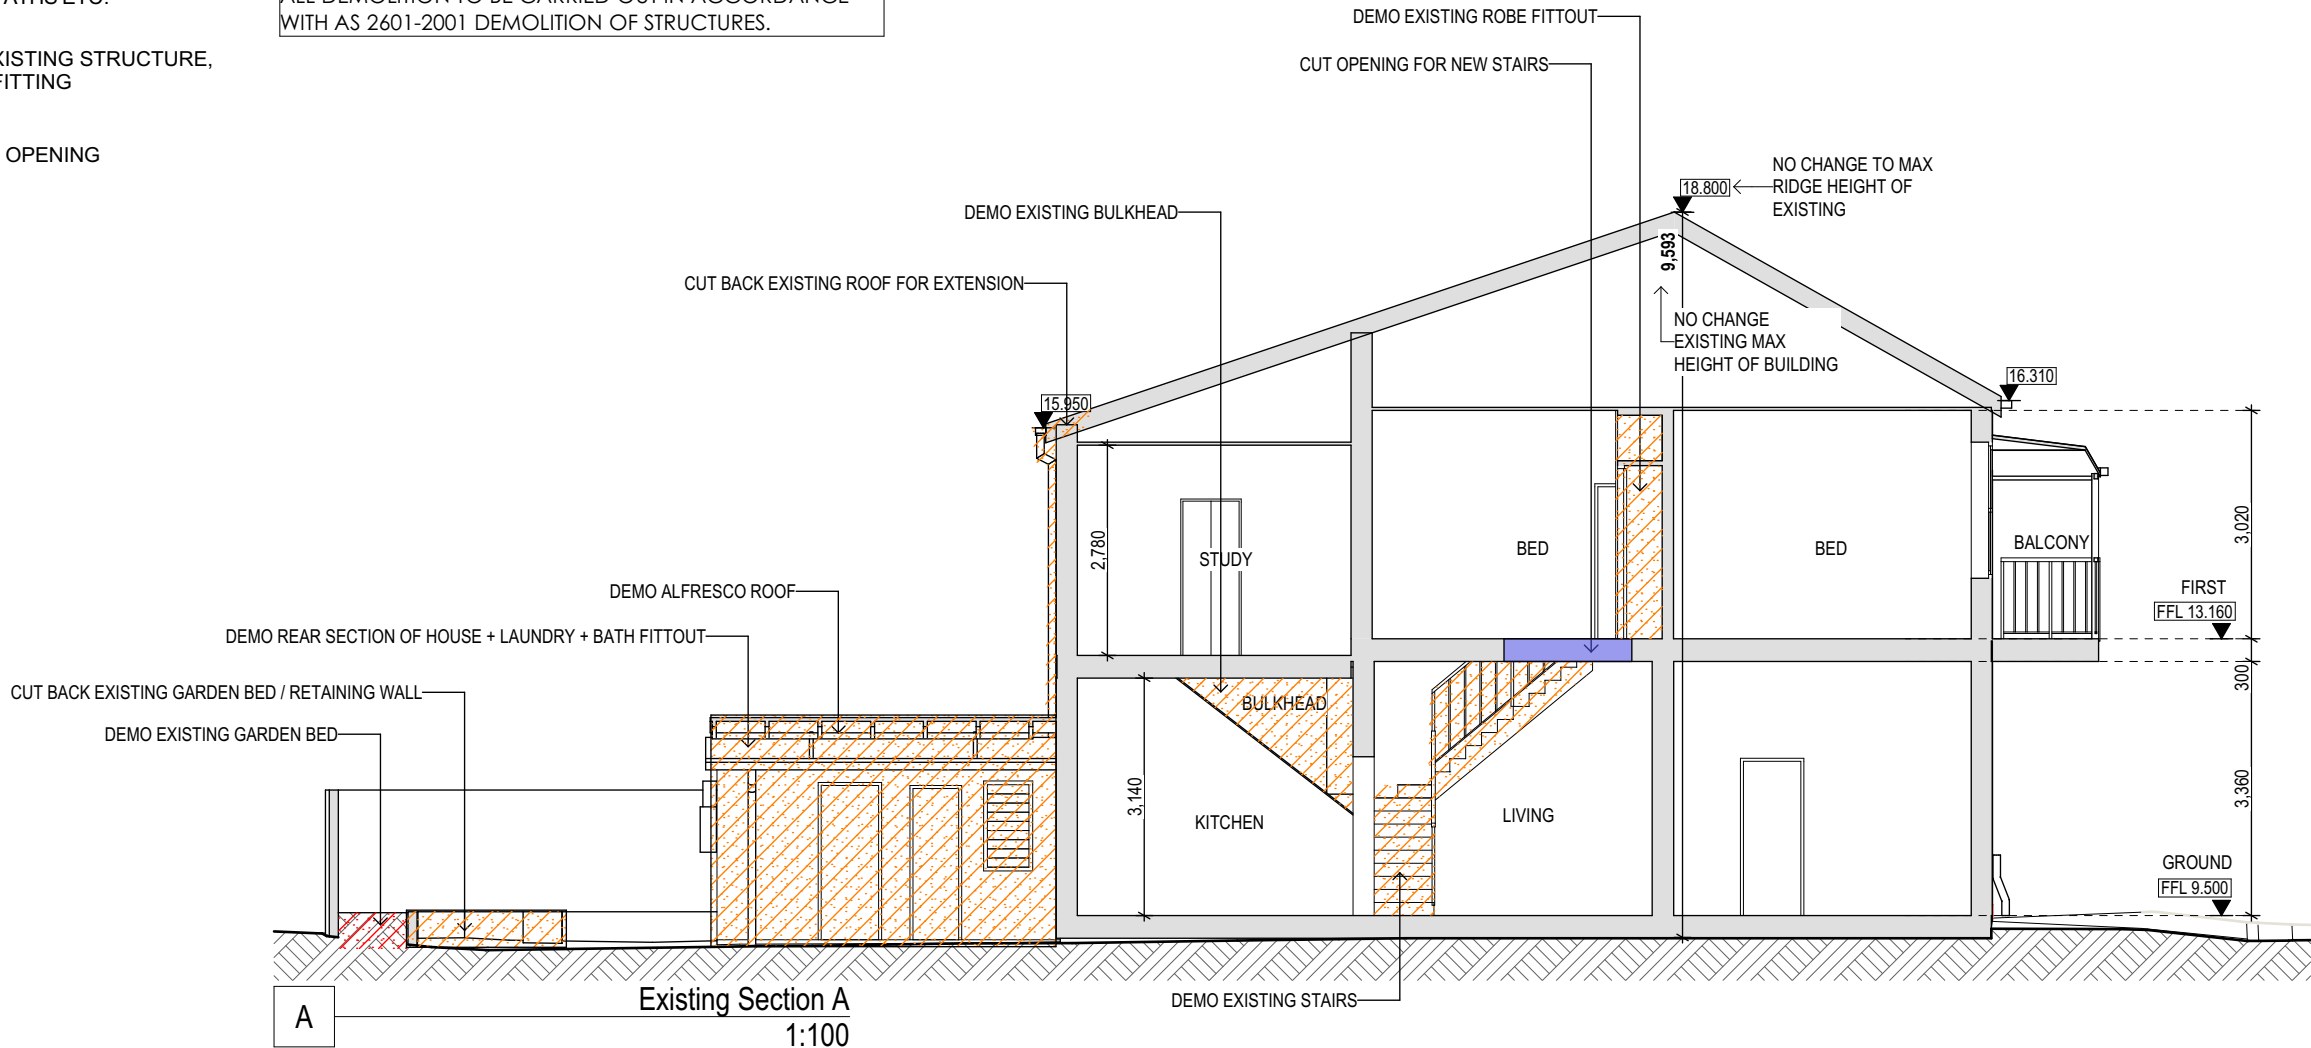 WITH AS 2601-2001 DEMOLITION OF STRUCTURES.
XISTING STRUCTURE,
FITTING
OPENING
DEMO EXISTING ROBE FITTOUT
CUT OPENING FOR NEW STAIRS
NO CHANGE TO MAX
RIDGE HEIGHT OF
EXISTING
18.800
DEMO EXISTING BULKHEAD
9,593
CUT BACK EXISTING ROOF FOR EXTENSION
NO CHANGE
EXISTING MAX
HEIGHT OF BUILDING
16.310
15.950
3,020
2,780
STUDY
BED
BED
BALCONY
FIRST
FFL 13.160
DEMO ALFRESCO ROOF
DEMO REAR SECTION OF HOUSE + LAUNDRY + BATH FITTOUT
300
CUT BACK EXISTING GARDEN BED / RETAINING WALL
BULKHEAD
DEMO EXISTING GARDEN BED
3,140
3,360
KITCHEN
LIVING
GROUND
FFL 9.500
A
Existing Section A
1:100
DEMO EXISTING STAIRS